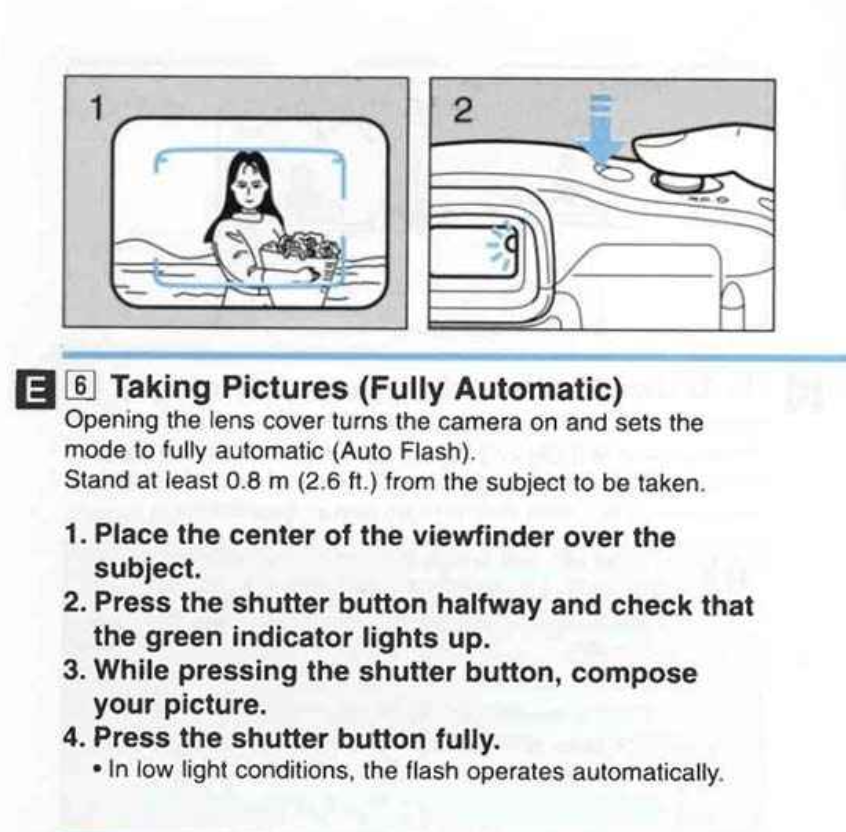 1
2
E 6 Taking Pictures (Fully Automatic)
Opening the lens cover turns the camera on and sets the
mode to fully automatic (Auto Flash).
Stand at least 0.8 m (2.6 ft.) from the subject to be taken.
1. Place the center of the viewfinder over the
subject.
2. Press the shutter button halfway and check that
the green indicator lights up.
3. While pressing the shutter button, compose
your picture.
4. Press the shutter button fully.
• In low light conditions, the flash operates automatically.